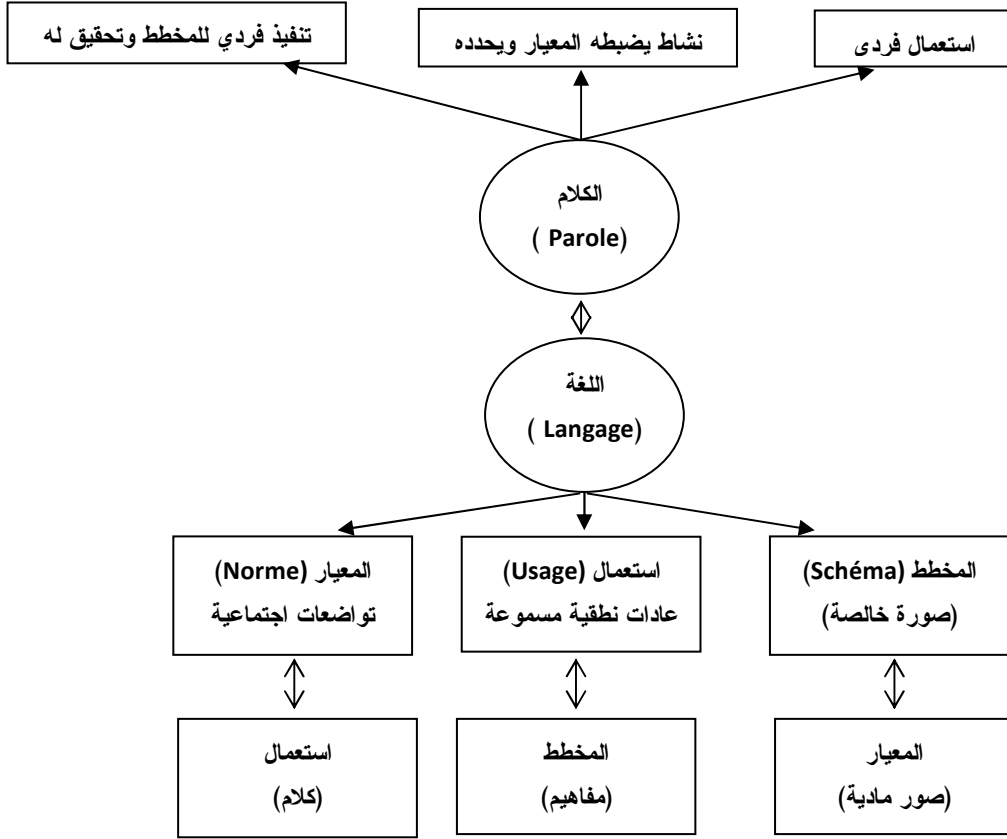 استعمال فردي
نشاط يضبطه المعيار ويحدده
تنفيذ فردي للمخطط وتحقيق له
الكلام
( Parole)
اللغة
( Langage)
المخطط (Schéma)
(صورة خالصة)
استعمال (Usage)
عادات نطقية مسموعة
المعيار (Norme)
تواضعات اجتماعية
المعيار
(صور مادية)
المخطط
(مفاهيم)
استعمال
(كلام)